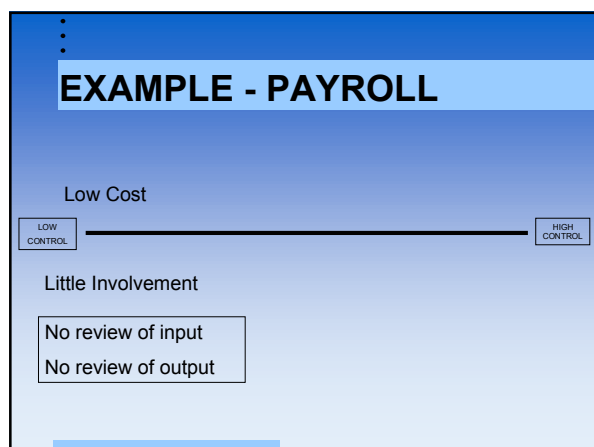 EXAMPLE - PAYROLL
Low Cost
LOW
CONTROL
HIGH
CONTROL
Little Involvement
No review of input
No review of output